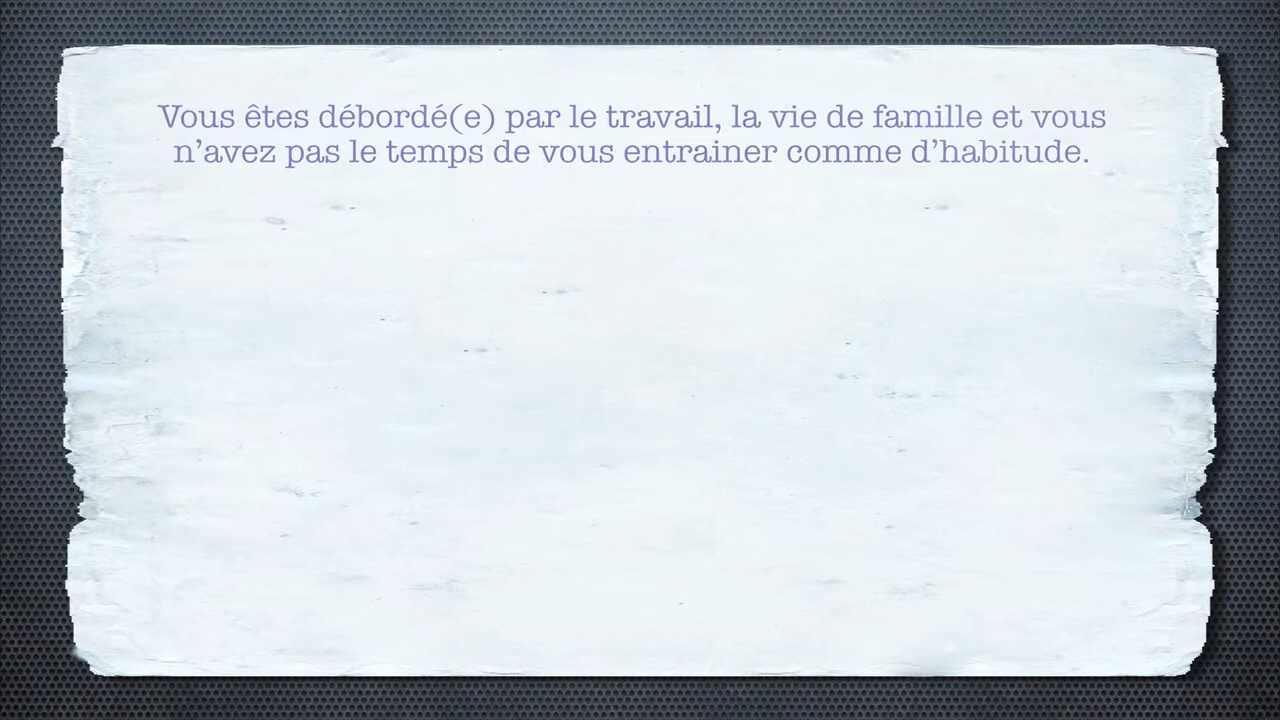 Vous êtes débordé(e) par le travail, la vie de famille et vous
n’avez pas le temps de vous entrainer comme d’habitude.